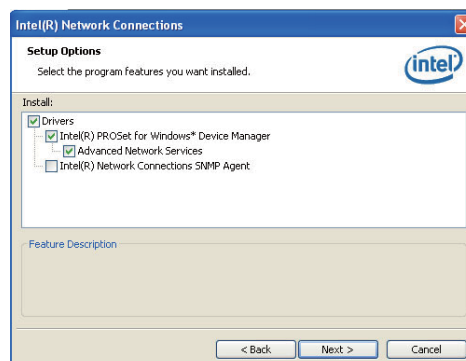 Intel(R) Network Connections
Setup Options
Select the program features you want installed.
intel
Install:
Drivers
Intel(R) PROSet for Windows* Device Manager
Advanced Network Services
Intel(R) Network Connections SNMP Agent
Feature Description
< Back
Next >
Cancel